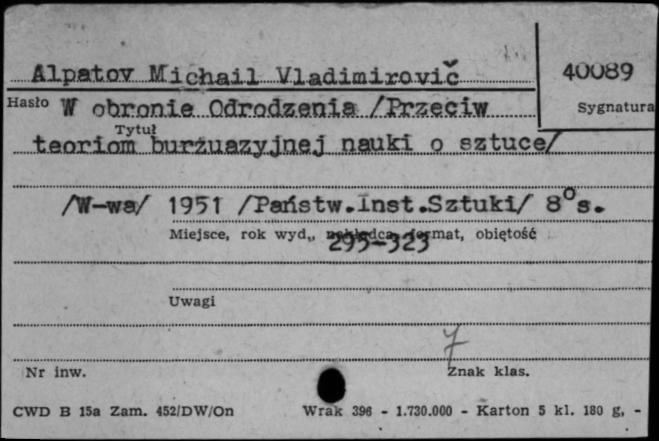 Alpatov Michail Vladimirovič
40089
Hasło W obronie Odrodzenia /Przeciw
Sygnatura
Tytuł
teoriom burżuazyjnej nauki o sztuce/
/W-wa/ 1951 /Państw.Inst.Sztuki/ 8°s.
Miejsce, rok wyd., nakładca, format, objętość
295-323
Uwagi
7
Nr inw.
Znak klas.
CWD B 15a Zam. 452/DW/On
Wrak 396 - 1.730.000 - Karton 5 kl. 180 g, -